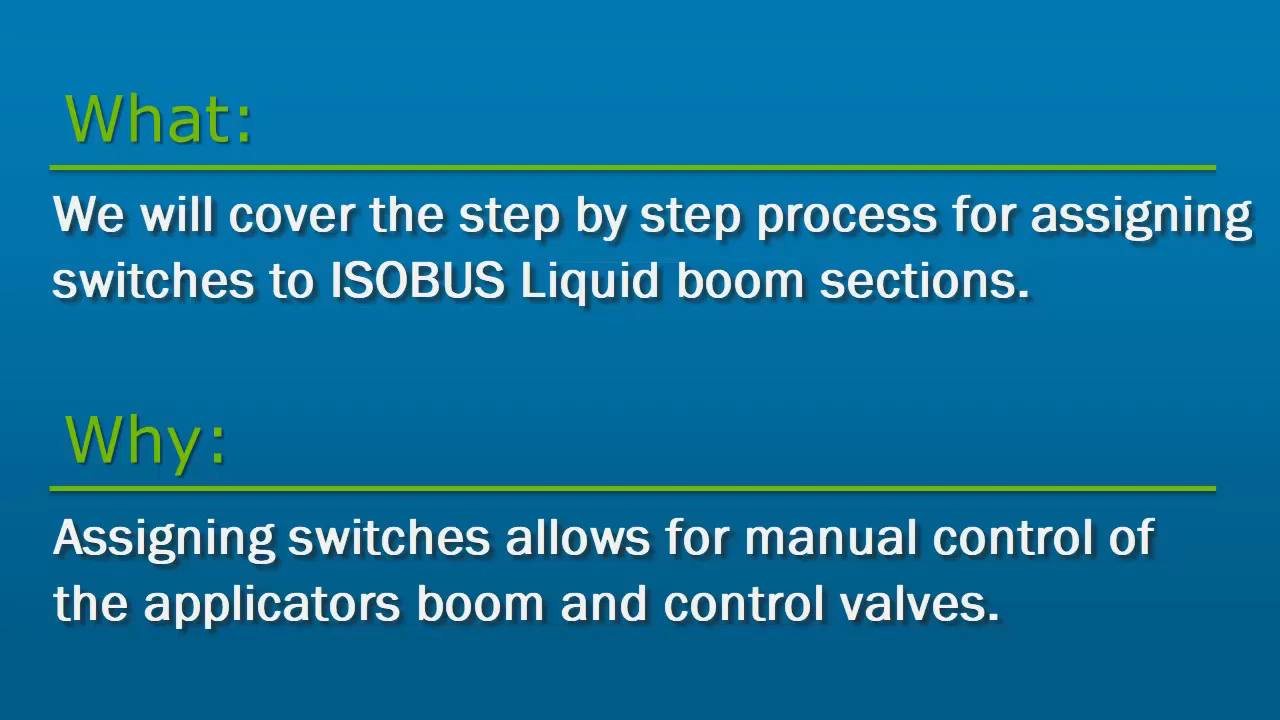 What:
We will cover the step by step process for assigning
switches to ISOBUS Liquid boom sections.
Why:
Assigning switches allows for manual control of
the applicators boom and control valves.